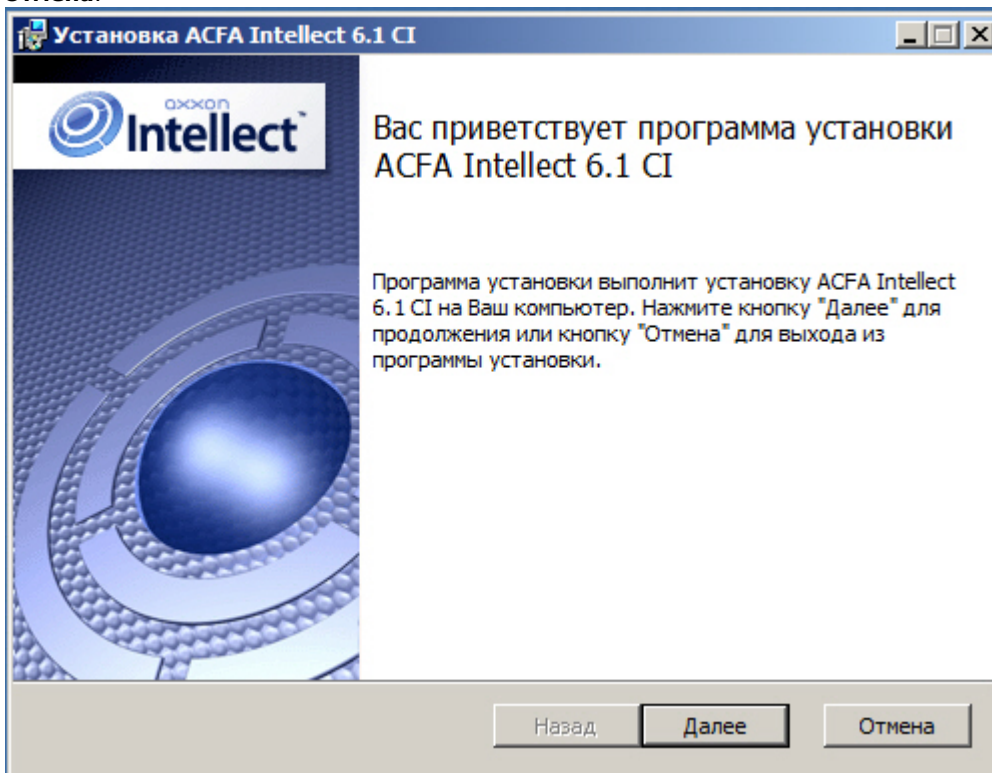 Установка ACFA Intellect 6.1 CI
axxon
Intellect™
Вас приветствует программа установки
ACFA Intellect 6.1 CI
Программа установки выполнит установку ACFA Intellect
6.1 CI на Ваш компьютер. Нажмите кнопку "Далее" для
продолжения или кнопку "Отмена" для выхода из
программы установки.
Назад
Далее
Отмена